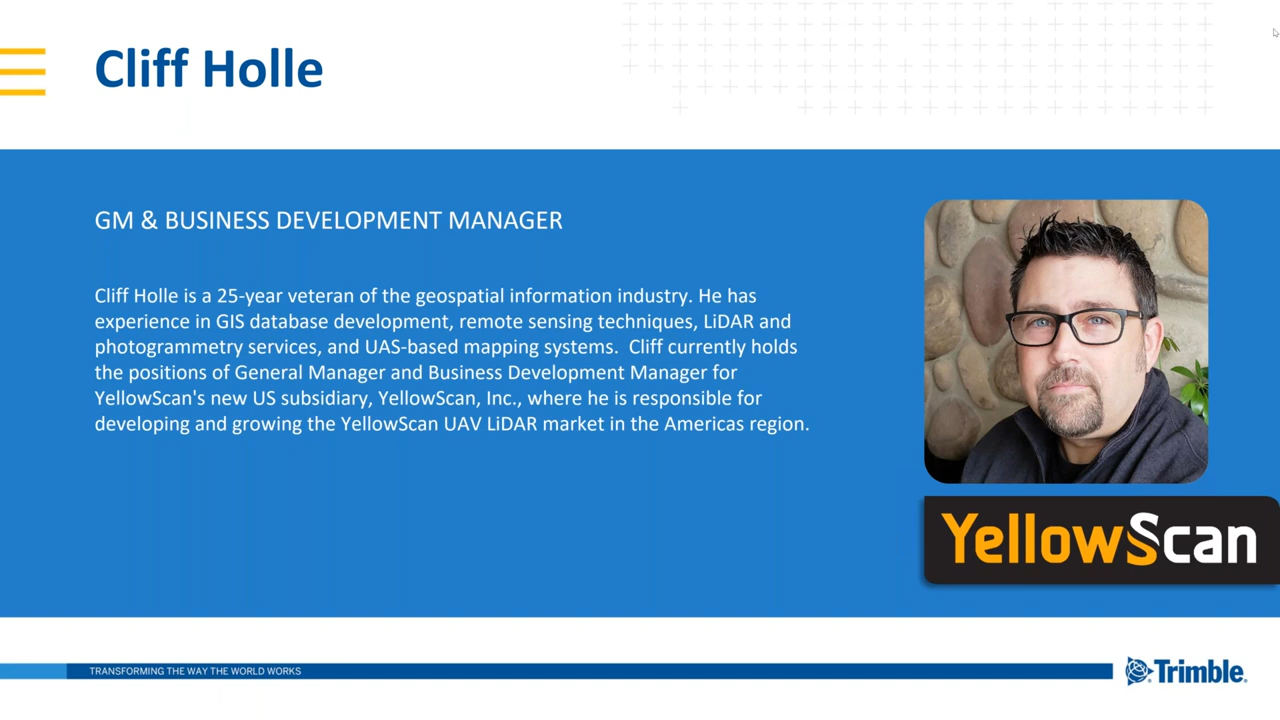 Cliff Holle
GM & BUSINESS DEVELOPMENT MANAGER
Cliff Holle is a 25-year veteran of the geospatial information industry. He has
experience in GIS database development, remote sensing techniques, LiDAR and
photogrammetry services, and UAS-based mapping systems.  Cliff currently holds
the positions of General Manager and Business Development Manager for
YellowScan's new US subsidiary, YellowScan, Inc., where he is responsible for
developing and growing the YellowScan UAV LiDAR market in the Americas region.
YellowScan
TRANSFORMING THE WAY THE WORLD WORKS
Trimble